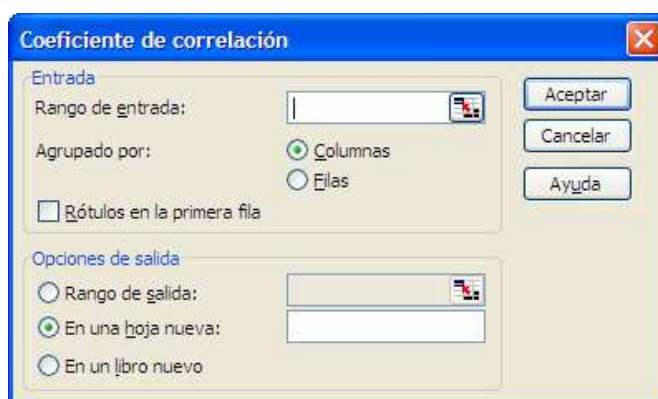 Coeficiente de correlación
Entrada
Rango de entrada:
Agrupado por:
Columnas
Filas
Rótulos en la primera fila
Aceptar
Cancelar
Ayuda
Opciones de salida
Rango de salida:
En una hoja nueva:
En un libro nuevo